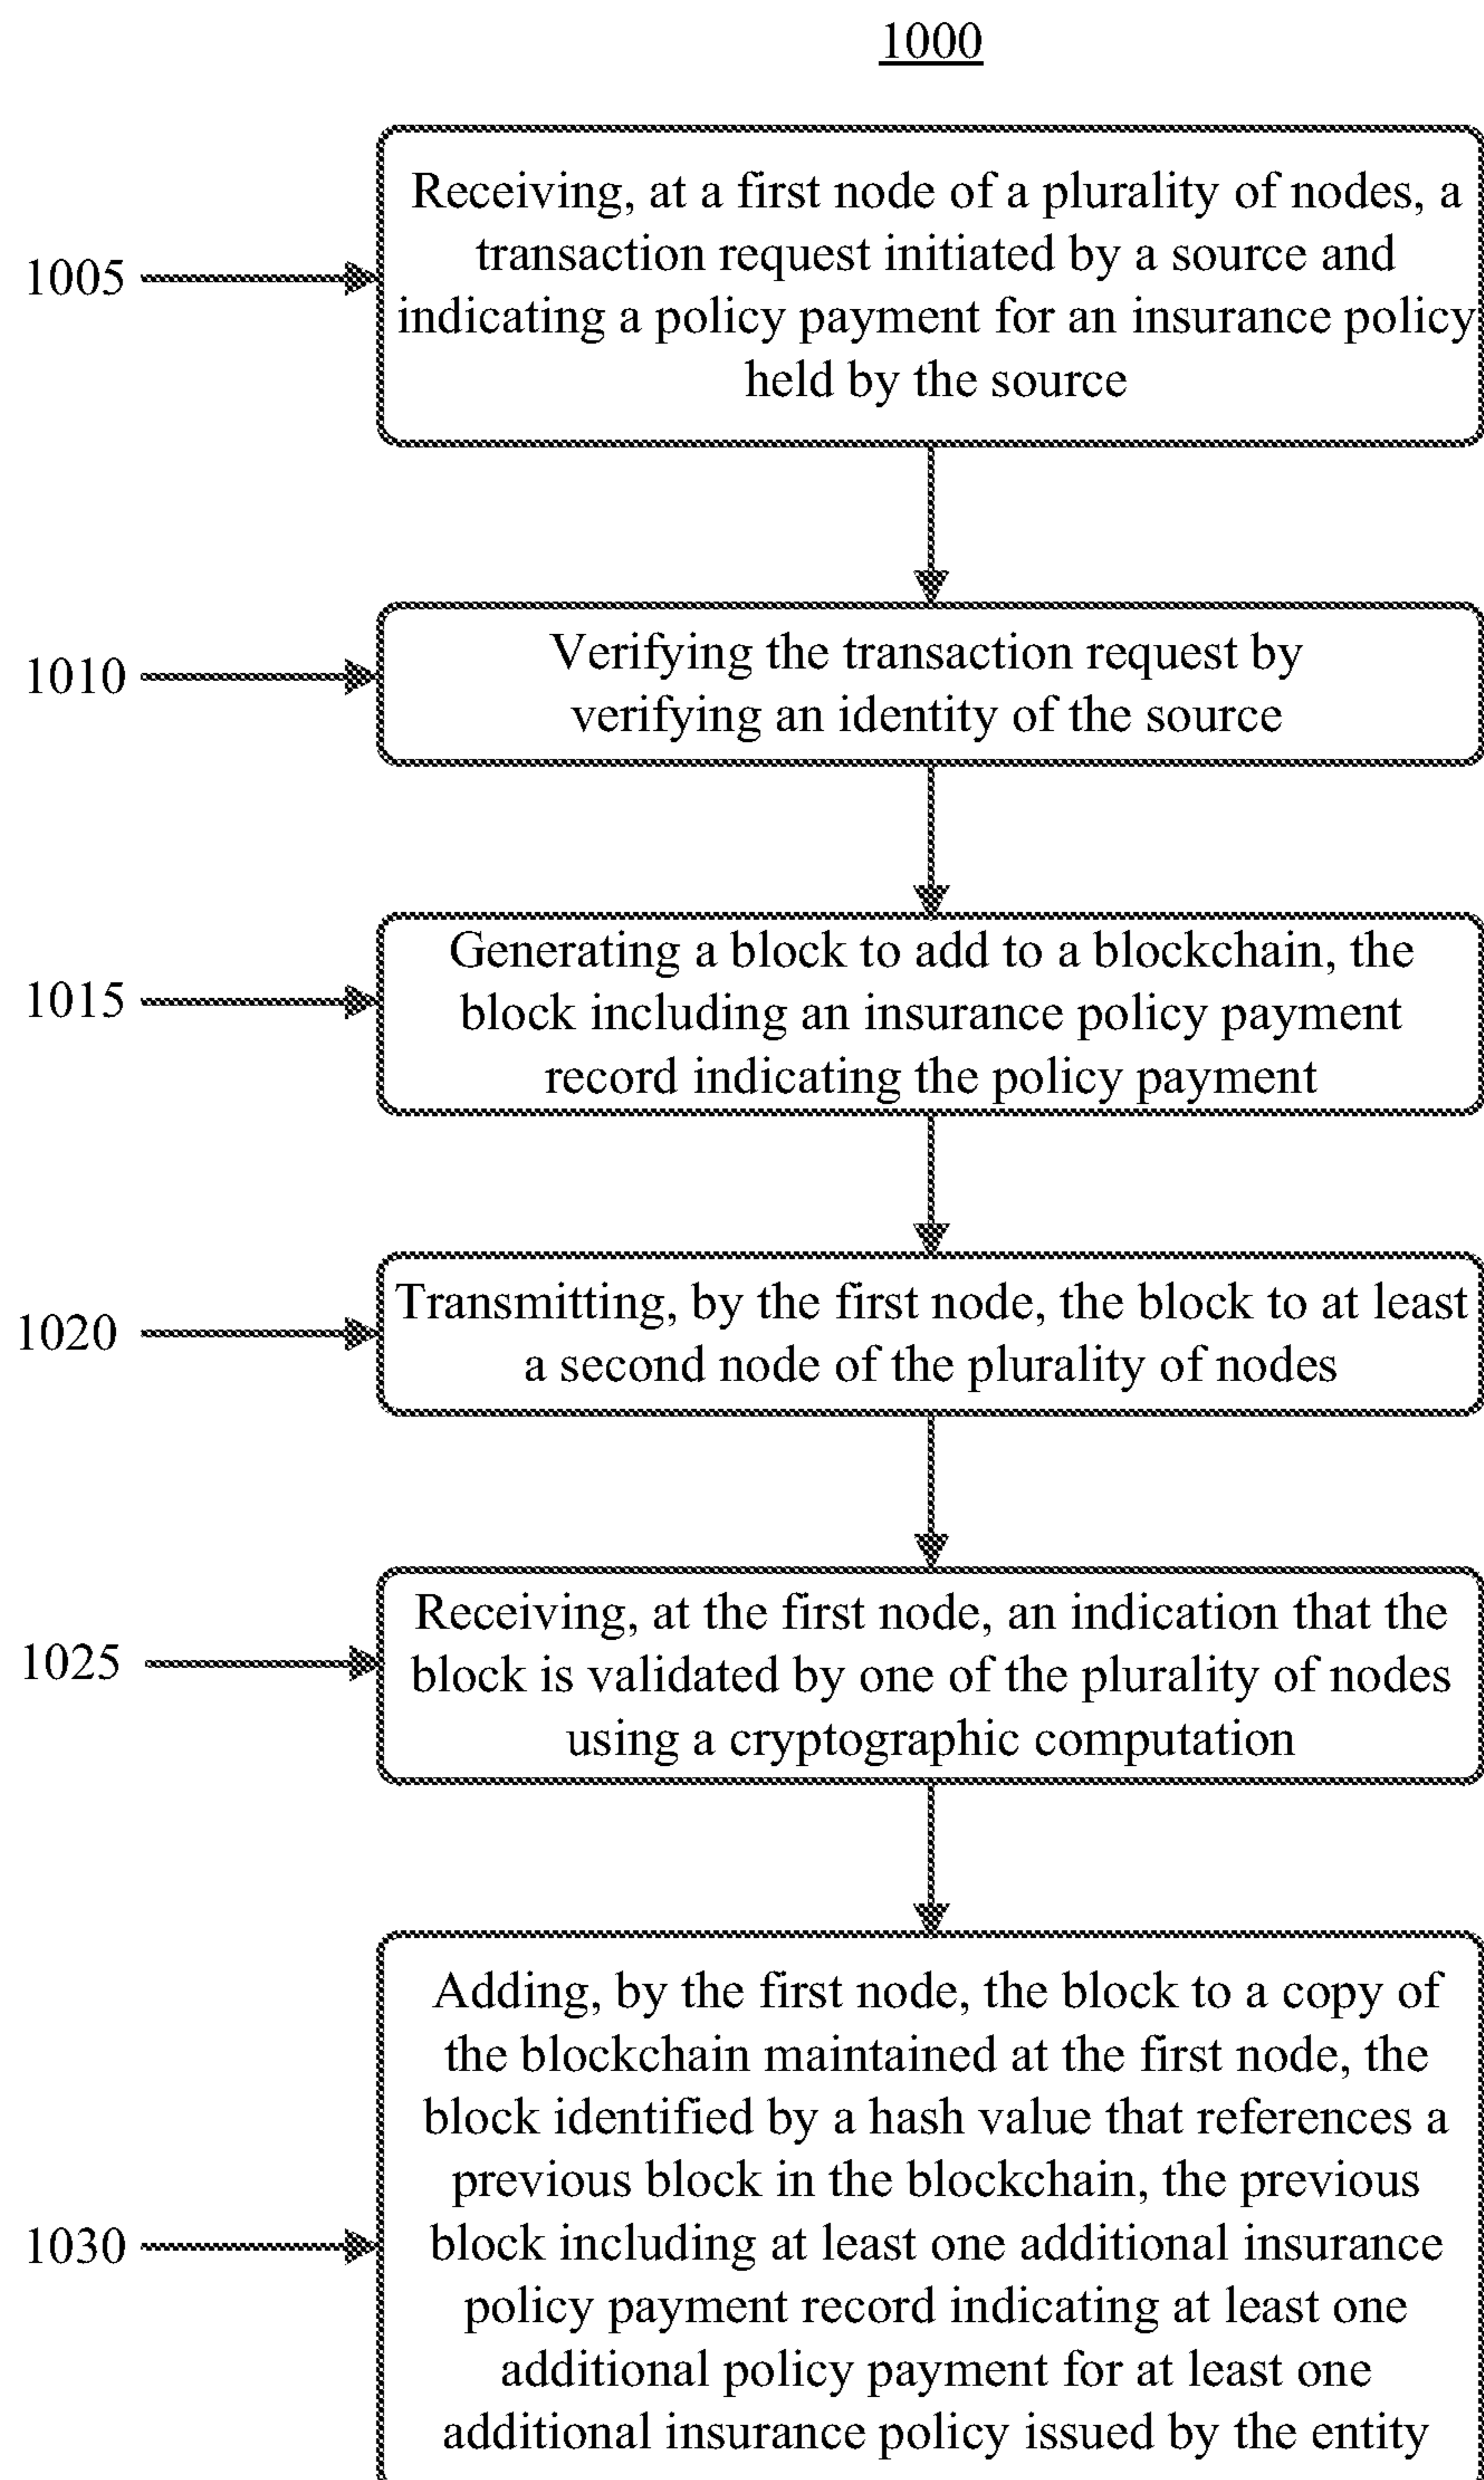 1000
1005
Receiving, at a first node of a plurality of nodes, a
transaction request initiated by a source and
indicating a policy payment for an insurance policy
held by the source
1010
Verifying the transaction request by
verifying an identity of the source
1015
Generating a block to add to a blockchain, the
block including an insurance policy payment
record indicating the policy payment
1020
Transmitting, by the first node, the block to at least
a second node of the plurality of nodes
1025
Receiving, at the first node, an indication that the
block is validated by one of the plurality of nodes
using a cryptographic computation
1030
Adding, by the first node, the block to a copy of
the blockchain maintained at the first node, the
block identified by a hash value that references a
previous block in the blockchain, the previous
block including at least one additional insurance
policy payment record indicating at least one
additional policy payment for at least one
additional insurance policy issued by the entity